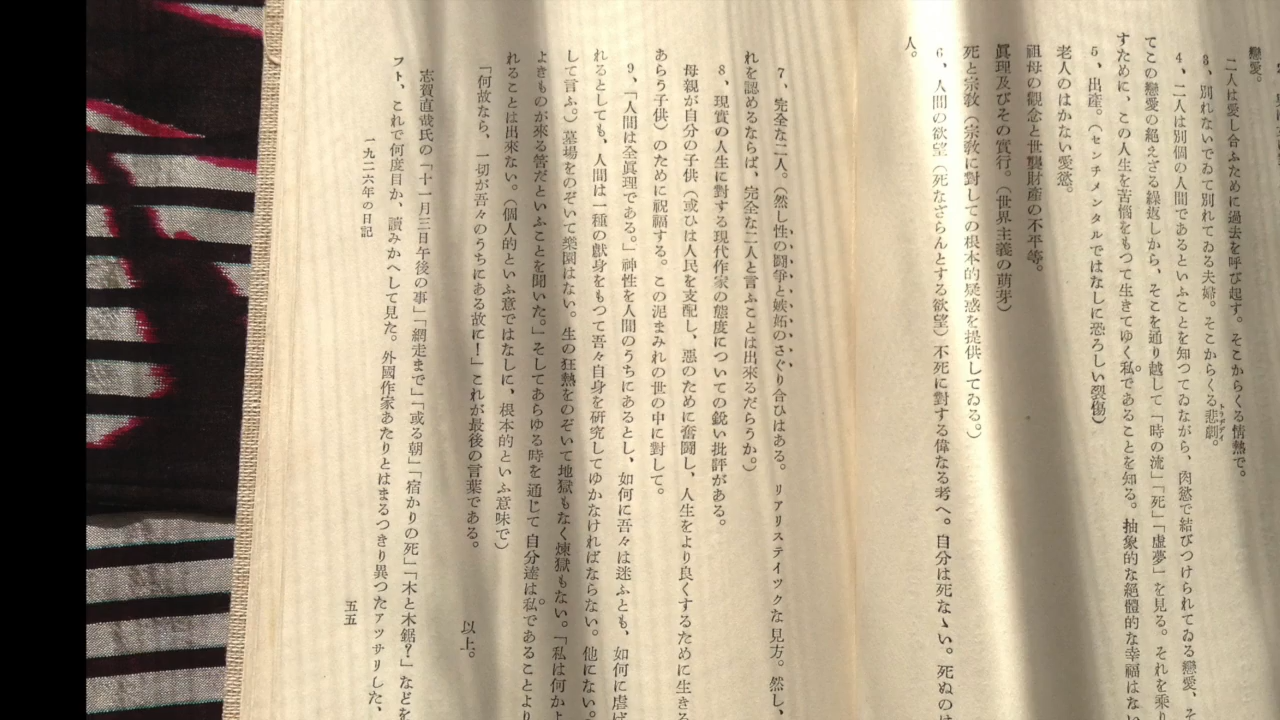 戀愛。
二人は愛し合ふために過去を呼び起す。そこからくる情熱で。
3、別れないでゐて別れてゐる夫婦。そこからくる悲劇。
トラゼデイ
4、二人は別個の人間であるといふことを知つてゐながら、肉慾で結びつけられてゐる戀愛、そ
てこの戀愛の絶えざる繰返しから、そこを通り越して「時の流」「死」「虚夢」を見る。それを乘
すために、この人生を苦惱をもつて生きてゆく私であることを知る。抽象的な絶體的な幸福はな
5、出産。（センチメンタルではなしに恐ろしい裂傷）
老人のはかない愛慾。
祖母の觀念と世襲財産の不平等。
眞理及びその實行。（世界主義の萌芽）
死と宗教（宗教に對しての根本的疑惑を提供してゐる。）
6、人間の欲望（死なざらんとする欲望）不死に對する偉なる考へ。自分は死なゝい。死ぬのは
人。
7、完全な二人。（然し性の鬪爭と嫉妬のさぐり合ひはある。リアリステイツクな見方。然し、
れを認めるならば、完全な二人と言ふことは出來るだらうか。）
8、現實の人生に對する現代作家の態度についての鋭い批評がある。
母親が自分の子供（或ひは人民を支配し、惡のために奮鬪し、人生をより良くするために生き
あらう子供）のために祝福する。この泥まみれの世の中に對して。
9、「人間は全眞理である。」神性を人間のうちにあるとし、如何に吾々は迷ふとも、如何に虐
れるとしても、人間は一種の獻身をもつて吾々自身を研究してゆかなければならない。他にない。
して言ふ。）墓場をのぞいて樂園はない。生の狂熱をのぞいて地獄もなく煉獄もない。「私は何か
よきものが來る筈だといふことを聞いた。」そしてあらゆる時を通じて自分達は私であることより
れることは出來ない。（個人的といふ意ではなしに、根本的といふ意味で）
「何故なら、一切が吾々のうちにある故に！」これが最後の言葉である。
以上。
志賀直哉氏の「十一月三日午後の事」「網走まで」「或る朝」「宿かりの死」「木と木鋸？」などを
フト、これで何度目か、讀みかへして見た。外國作家あたりとはまるつきり異つたアツサリした、
一九二六年の日記
五五